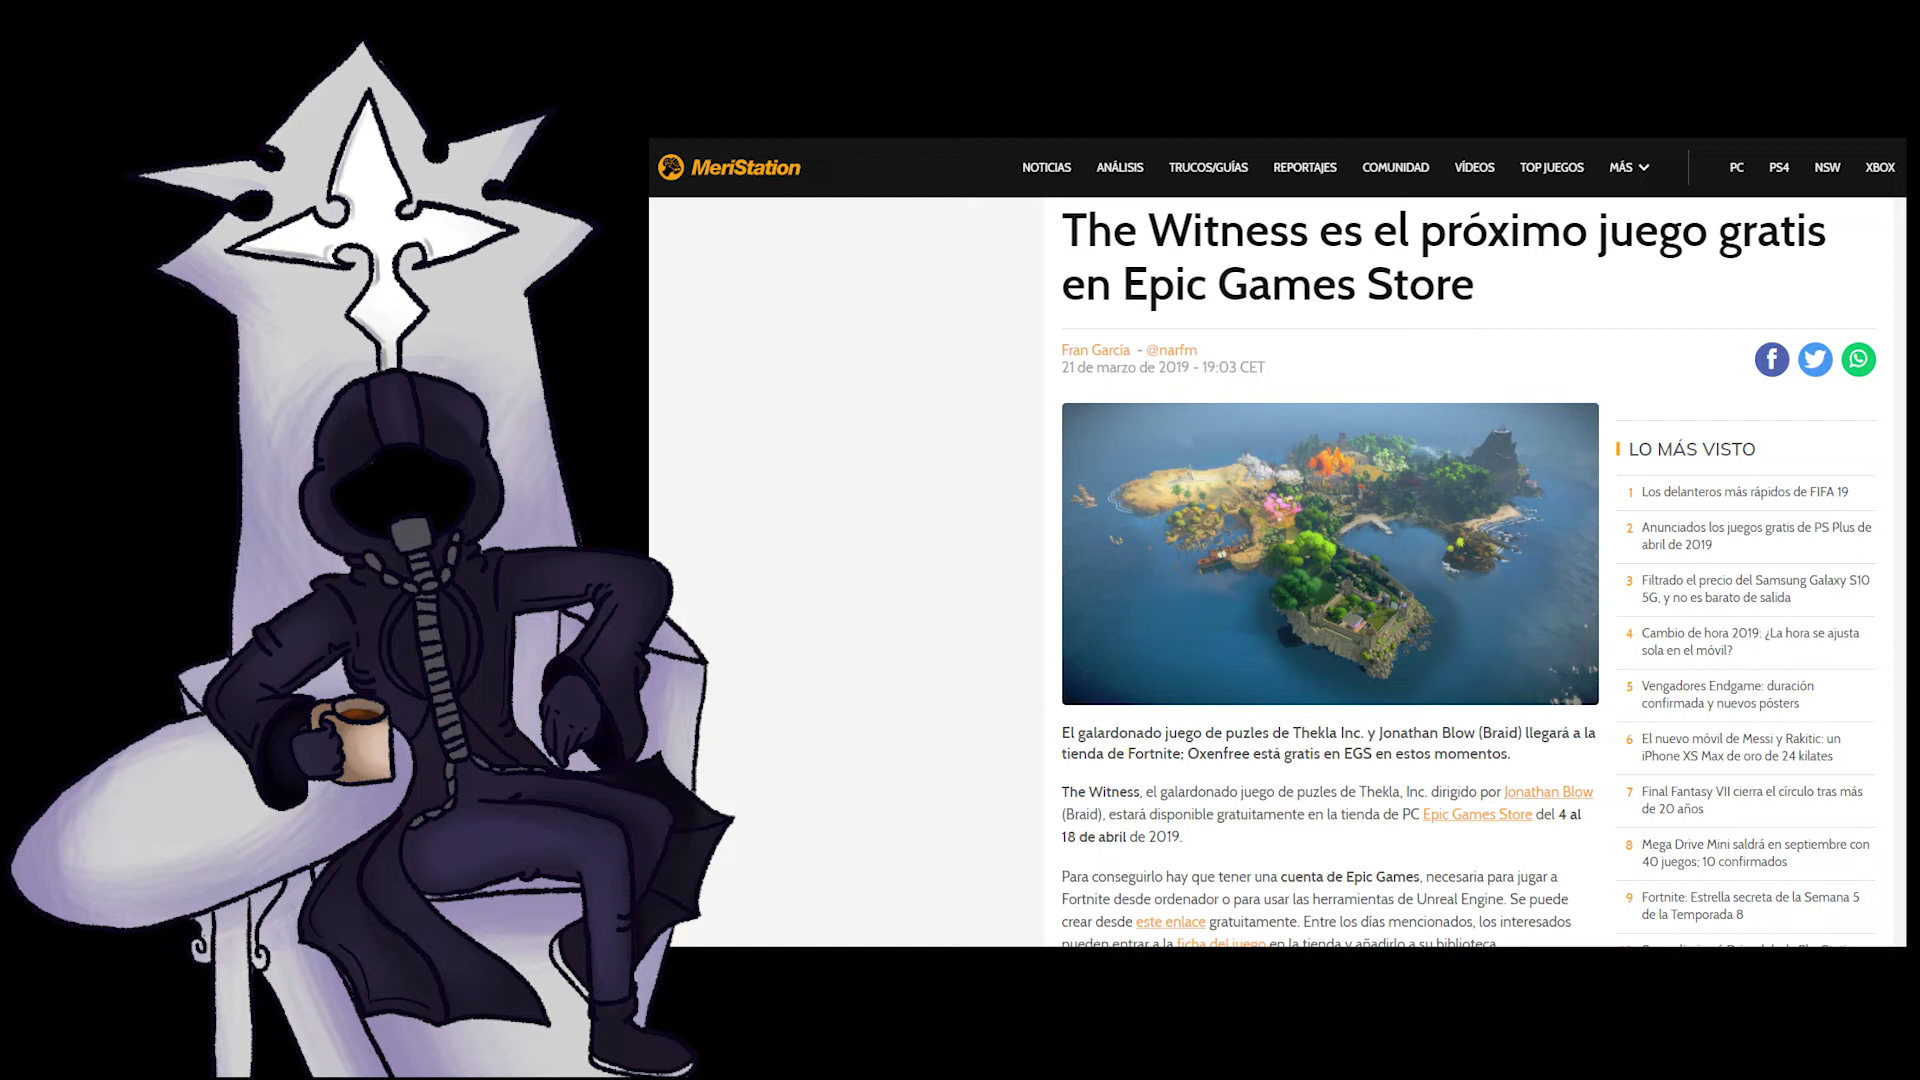 MeriStation
NOTICIAS ANÁLISIS TRUCOS/GUÍAS REPORTAJES COMUNIDAD VÍDEOS TOP JUEGOS MÁS PC PS4 NSW XBOX
The Witness es el próximo juego gratis
en Epic Games Store
Fran García - @narfm
21 de marzo de 2019 - 19:03 CET
El galardonado juego de puzles de Thekla Inc. y Jonathan Blow (Braid) llegará a la
tienda de Fortnite; Oxenfree está gratis en EGS en estos momentos.
The Witness, el galardonado juego de puzles de Thekla, Inc. dirigido por Jonathan Blow
(Braid), estará disponible gratuitamente en la tienda de PC Epic Games Store del 4 al
18 de abril de 2019.
Para conseguirlo hay que tener una cuenta de Epic Games, necesaria para jugar a
Fortnite desde ordenador o para usar las herramientas de Unreal Engine. Se puede
crear desde este enlace gratuitamente. Entre los días mencionados, los interesados
pueden entrar a la ficha del juego en la tienda y añadirlo a su biblioteca
LO MÁS VISTO
1 Los delanteros más rápidos de FIFA 19
2 Anunciados los juegos gratis de PS Plus de
abril de 2019
3 Filtrado el precio del Samsung Galaxy S10
5G, y no es barato de salida
4 Cambio de hora 2019: ¿La hora se ajusta
sola en el móvil?
5 Vengadores Endgame: duración
confirmada y nuevos pósters
6 El nuevo móvil de Messi y Rakitic: un
iPhone XS Max de oro de 24 kilates
7 Final Fantasy VII cierra el círculo tras más
de 20 años
8 Mega Drive Mini saldrá en septiembre con
40 juegos; 10 confirmados
9 Fortnite: Estrella secreta de la Semana 5
de la Temporada 8